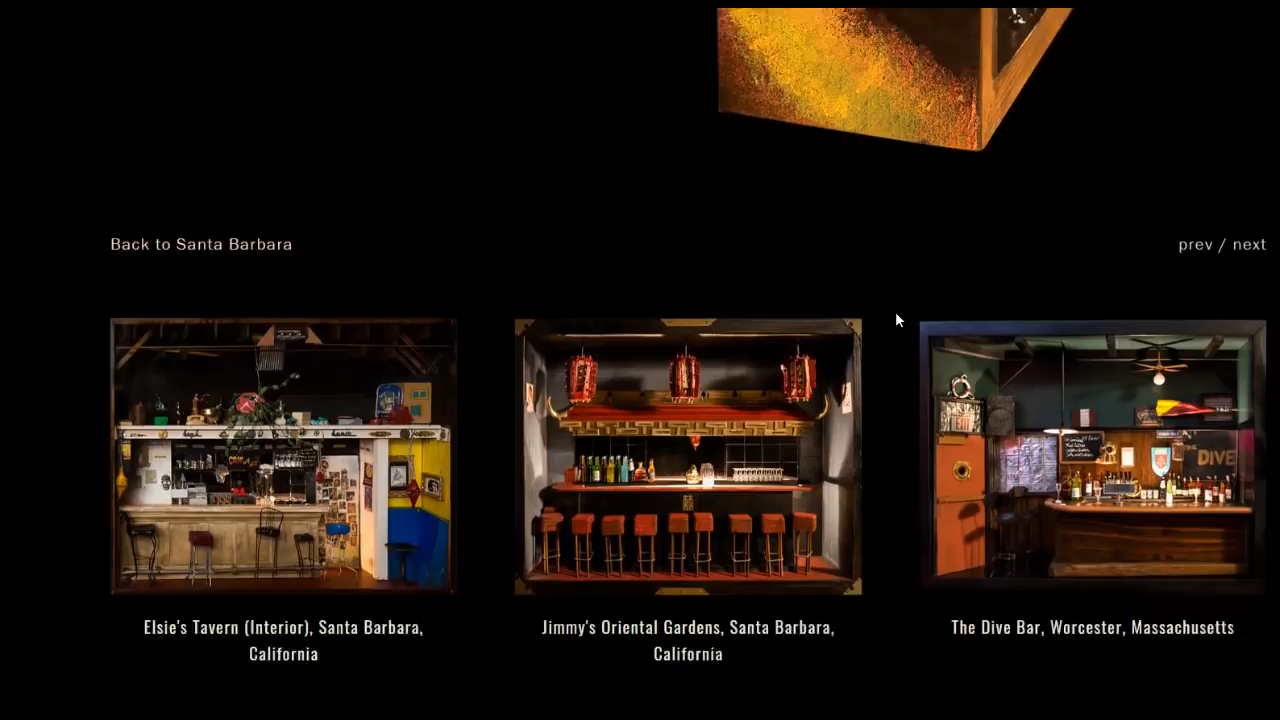 Back to Santa Barbara
prev / next
DIVE
Elsie's Tavern (Interior), Santa Barbara,
California
Jimmy's Oriental Gardens, Santa Barbara,
California
The Dive Bar, Worcester, Massachusetts